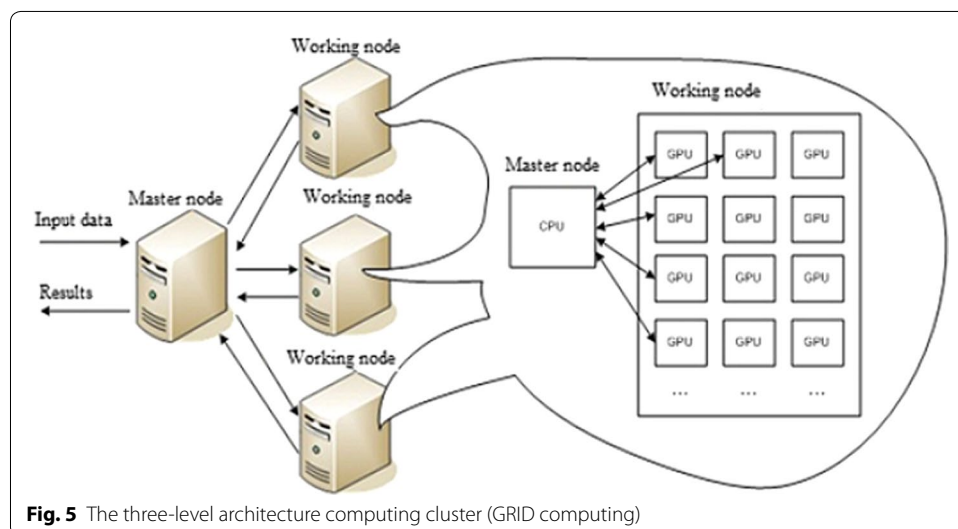 Working node
Working node
Master node
GPU GPU GPU
Master node
Working node
Input data
CPU
GPU GPU GPU
GPU GPU GPU
Results
GPU GPU GPU
Working node
... ... ...
Fig. 5 The three-level architecture computing cluster (GRID computing)